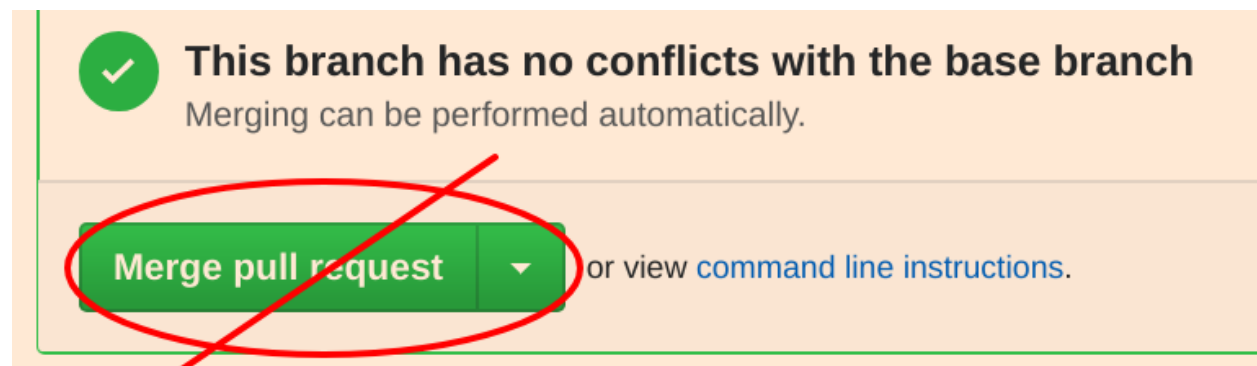 This branch has no conflicts with the base branch
Merging can be performed automatically.
Merge pull request or view command line instructions.